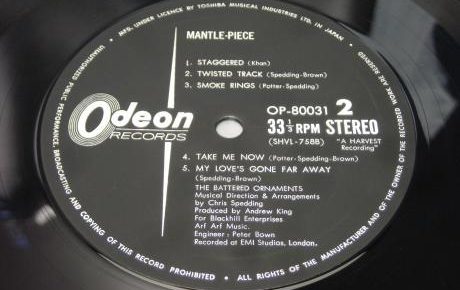 MFG. UNDER LICENCE BY TOSHIBA MUSICAL INDUSTRIES LTD. IN JAPAN • ALL RIGHTS OF THE MANUFACTURER AND OF THE OWNER OF THE RECORDED WORK ARE RESERVED • UNAUTHORIZED PUBLIC PERFORMANCE, BROADCASTING AND COPYING OF THIS RECORD PROHIBITED •
MANTLE-PIECE
1. STAGGERED (Khan)
2. TWISTED TRACK (Spedding-Brown)
3. SMOKE RINGS (Potter-Spedding)
Odeon
RECORDS
OP-80031 2
33 1/3 RPM STEREO
(SHVL-758B) "A HARVEST
Recording"
4. TAKE ME NOW (Potter-Spedding-Brown)
5. MY LOVE'S GONE FAR AWAY
(Spedding-Brown)
THE BATTERED ORNAMENTS
Musical Direction & Arrangements
by Chris Spedding
Produced by Andrew King
For Blackhill Enterprises
Arf Arf Music.
Engineer: Peter Bown
Recorded at EMI Studios, London.